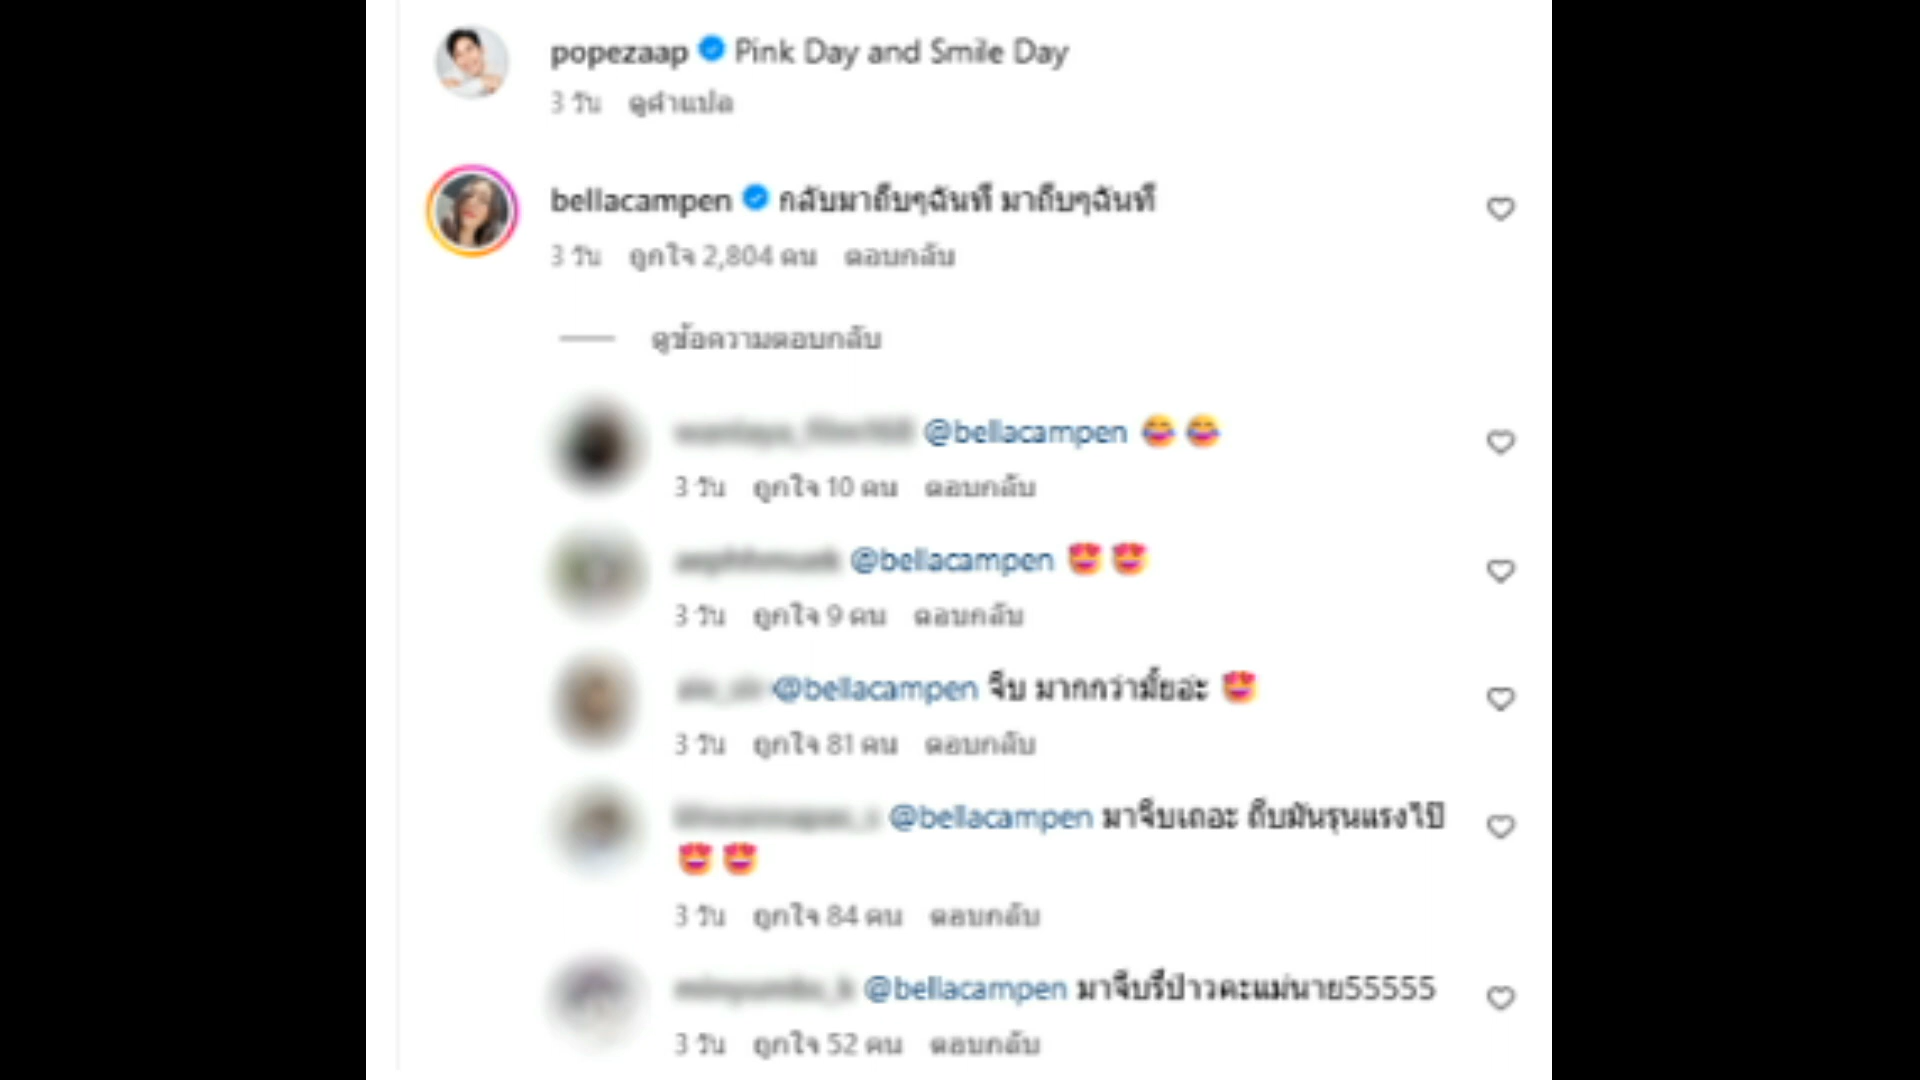 popezaap Pink Day and Smile Day
3 วัน ดูคำแปล
bellacampen กลับมาถีบๆฉันที มาถีบๆฉันที
3 วัน ถูกใจ 2,804 คน ตอบกลับ
ดูข้อความตอบกลับ
@bellacampen 😂😂
3 วัน ถูกใจ 10 คน ตอบกลับ
@bellacampen 🤩🤩
3 วัน ถูกใจ 9 คน ตอบกลับ
@bellacampen จีบ มากกว่ามั้ยอ่ะ 🤩
3 วัน ถูกใจ 81 คน ตอบกลับ
@bellacampen มาจีบเถอะ ถีบมันรุนแรงไป๊
🤩🤩
3 วัน ถูกใจ 84 คน ตอบกลับ
@bellacampen มาจีบรึป่าวคะแม่นาย55555
3 วัน ถูกใจ 52 คน ตอบกลับ